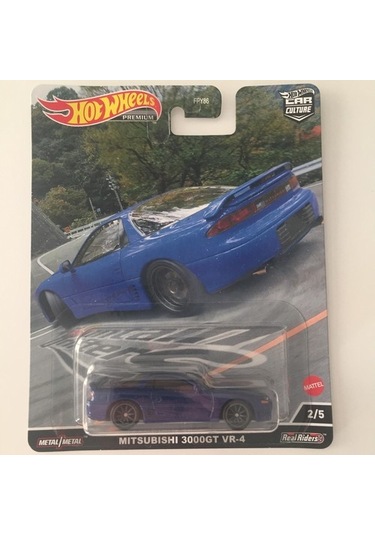 Hot Wheels
PREMIUM
FPY86
Hot Wheels
CAR
CULTURE
MATTEL
2/5
METAL/METAL
MITSUBISHI 3000GT VR-4
Real Riders